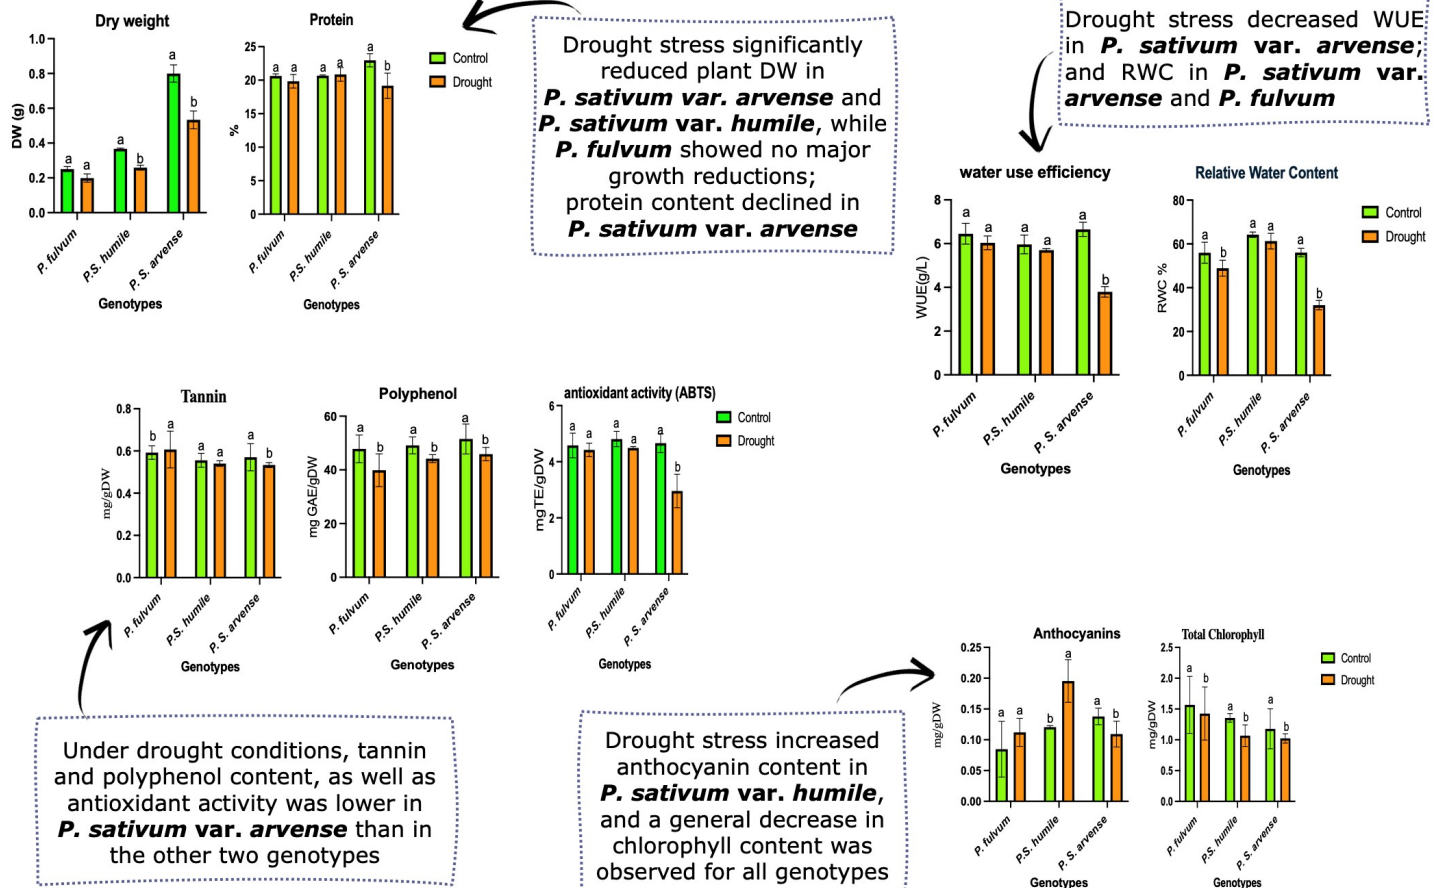 Dry weight
1.0
0.8
0.6
0.4
0.2
0.0
DW (g)
a
a
a
b
a
b
P. fulvum
P.S. humile
P. S. arvense
Genotypes
Protein
25
20
15
10
5
0
%
a
a
a
a
a
b
P. fulvum
P.S. humile
P. S. arvense
Genotypes
Control
Drought
Drought stress significantly
reduced plant DW in
P. sativum var. arvense and
P. sativum var. humile, while
P. fulvum showed no major
growth reductions;
protein content declined in
P. sativum var. arvense
Drought stress decreased WUE
in P. sativum var. arvense;
and RWC in P. sativum var.
arvense and P. fulvum
water use efficiency
8
6
4
2
0
WUE(g/L)
a
a
a
a
a
b
P. fulvum
P.S. humile
P. S. arvense
Genotypes
Relative Water Content
80
60
40
20
0
RWC %
a
b
a
a
a
b
P. fulvum
P.S. humile
P. S. arvense
Genotypes
Control
Drought
Tannin
0.8
0.6
0.4
0.2
0.0
mg/gDW
b
a
a
a
a
b
P. fulvum
P.S. humile
P. S. arvense
Genotypes
Polyphenol
60
40
20
0
mg GAE/gDW
a
b
a
b
a
b
P. fulvum
P.S. humile
P. S. arvense
Genotypes
antioxidant activity (ABTS)
6
4
2
0
mgTE/gDW
a
a
a
a
a
b
P. fulvum
P.S. humile
P. S. arvense
Genotypes
Control
Drought
Under drought conditions, tannin
and polyphenol content, as well as
antioxidant activity was lower in
P. sativum var. arvense than in
the other two genotypes
Drought stress increased
anthocyanin content in
P. sativum var. humile,
and a general decrease in
chlorophyll content was
observed for all genotypes
Anthocyanins
0.25
0.20
0.15
0.10
0.05
0.00
mg/gDW
a
a
b
a
a
b
P. fulvum
P.S. humile
P. S. arvense
Genotypes
Total Chlorophyll
2.5
2.0
1.5
1.0
0.5
0.0
mg/gDW
a
b
a
b
a
b
P. fulvum
P.S. humile
P. S. arvense
Genotypes
Control
Drought